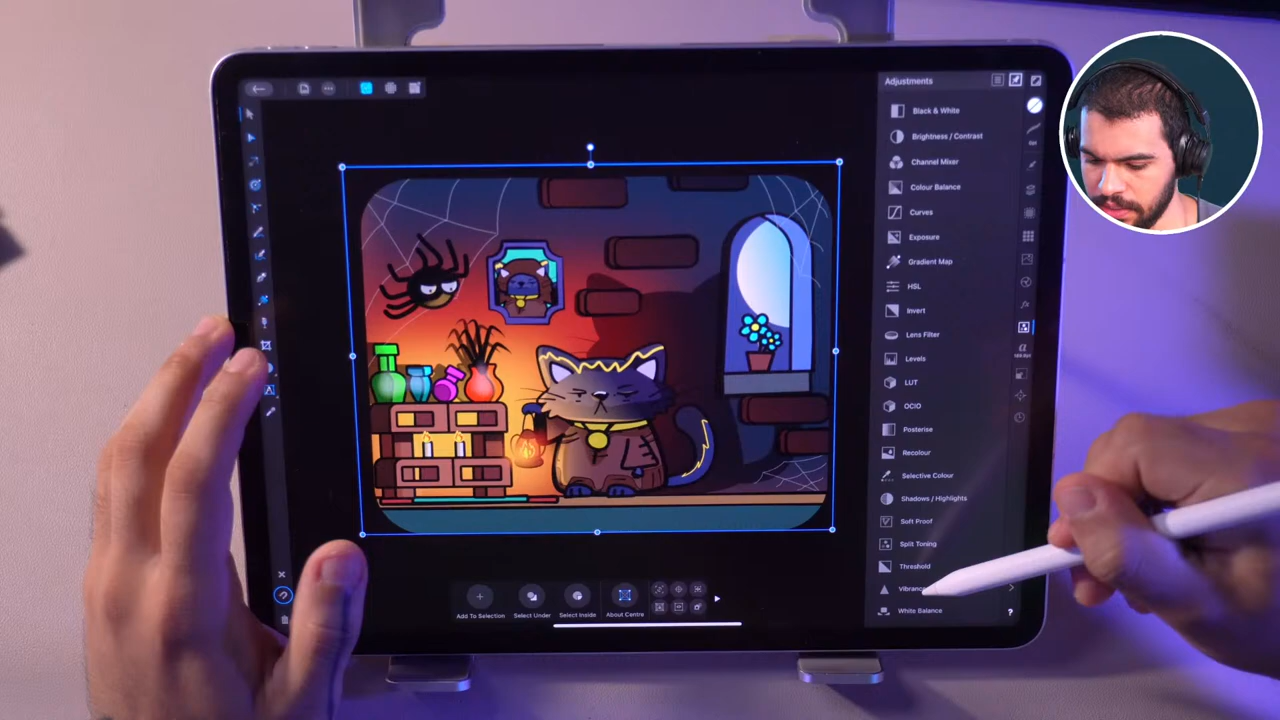 Adjustments
Black & White
Brightness / Contrast
Channel Mixer
Colour Balance
Curves
Exposure
Gradient Map
HSL
Invert
Lens Filter
Levels
LUT
OCIO
Posterise
Recolour
Selective Colour
Shadows / Highlights
Soft Proof
Split Toning
Threshold
Vibrance
White Balance
?
Add To Selection
Select Under
Select Inside
About Centre